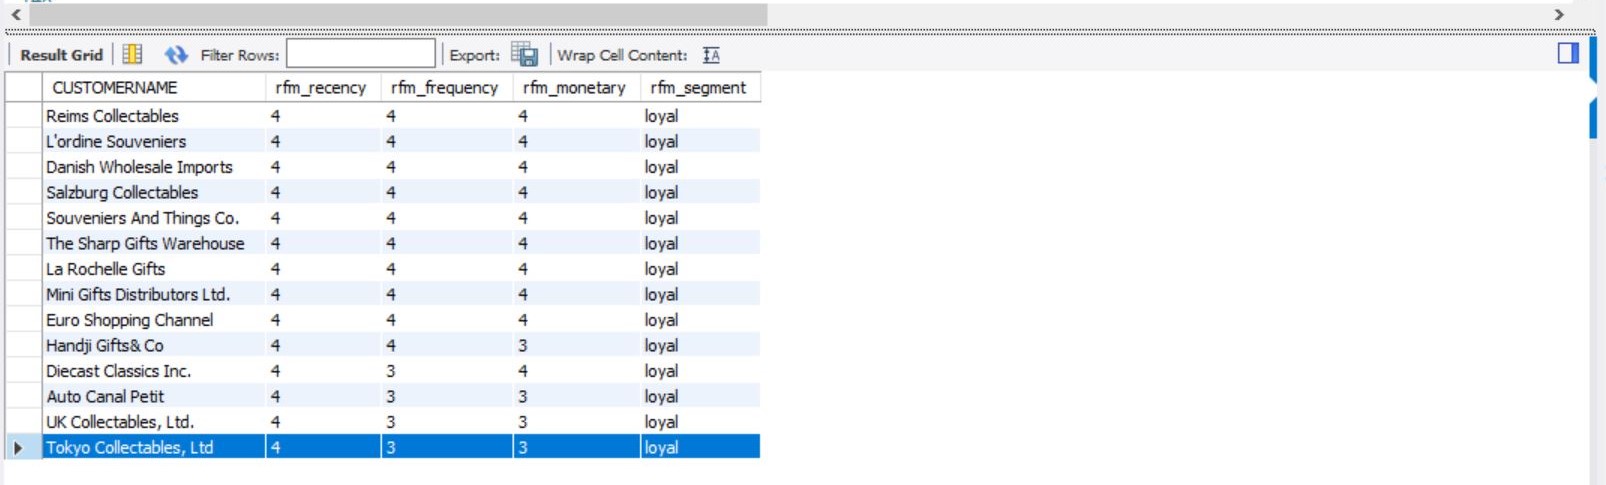 Result Grid Filter Rows: Export: Wrap Cell Content: IA
CUSTOMERNAME rfm_recency rfm_frequency rfm_monetary rfm_segment
Reims Collectables 4 4 4 loyal
L'ordine Souveniers 4 4 4 loyal
Danish Wholesale Imports 4 4 4 loyal
Salzburg Collectables 4 4 4 loyal
Souveniers And Things Co. 4 4 4 loyal
The Sharp Gifts Warehouse 4 4 4 loyal
La Rochelle Gifts 4 4 4 loyal
Mini Gifts Distributors Ltd. 4 4 4 loyal
Euro Shopping Channel 4 4 4 loyal
Handji Gifts& Co 4 4 3 loyal
Diecast Classics Inc. 4 3 4 loyal
Auto Canal Petit 4 3 3 loyal
UK Collectables, Ltd. 4 3 3 loyal
Tokyo Collectables, Ltd 4 3 3 loyal